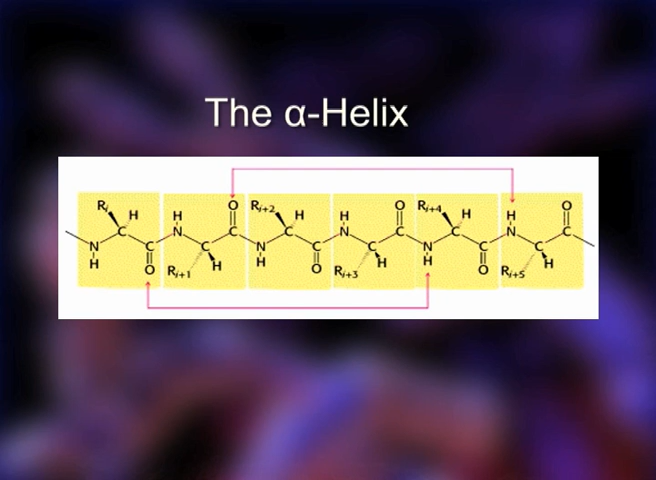 The α-Helix
Rᵢ H H O Rᵢ₊₂ H H O Rᵢ₊₄ H H O
N C C N C C N C C N C C N C C N C C
H O Rᵢ₊₁ H H O Rᵢ₊₃ H H O Rᵢ₊₅ H